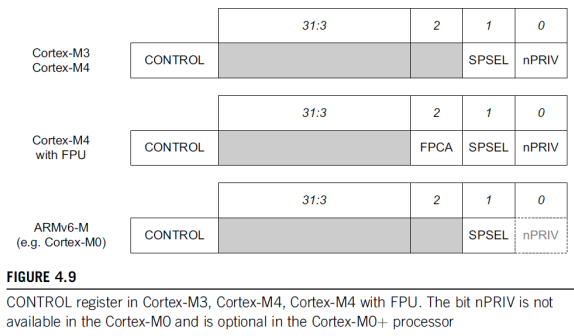 31:3 2 1 0
Cortex-M3
Cortex-M4
CONTROL SPSEL nPRIV
31:3 2 1 0
Cortex-M4
with FPU
CONTROL FPCA SPSEL nPRIV
31:3 2 1 0
ARMv6-M
(e.g. Cortex-M0)
CONTROL SPSEL nPRIV
FIGURE 4.9
CONTROL register in Cortex-M3, Cortex-M4, Cortex-M4 with FPU. The bit nPRIV is not
available in the Cortex-M0 and is optional in the Cortex-M0+ processor